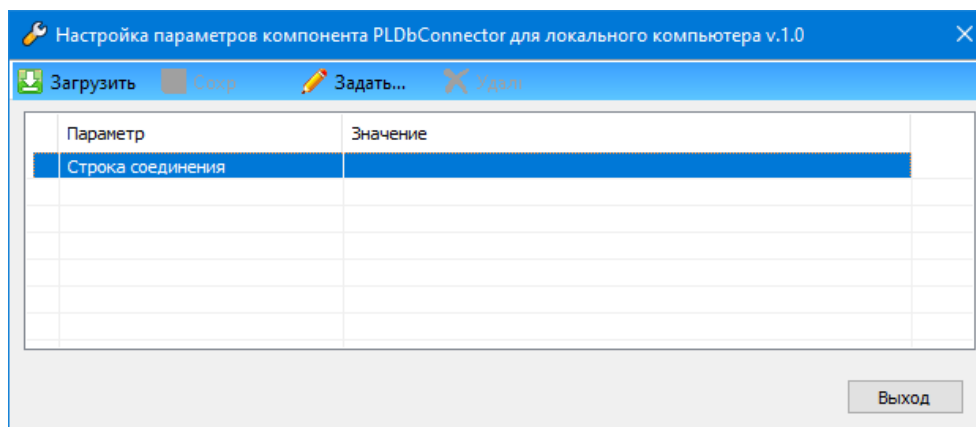 Настройка параметров компонента PLDbConnector для локального компьютера v.1.0
Загрузить Задать...
Параметр Значение
Строка соединения
Выход